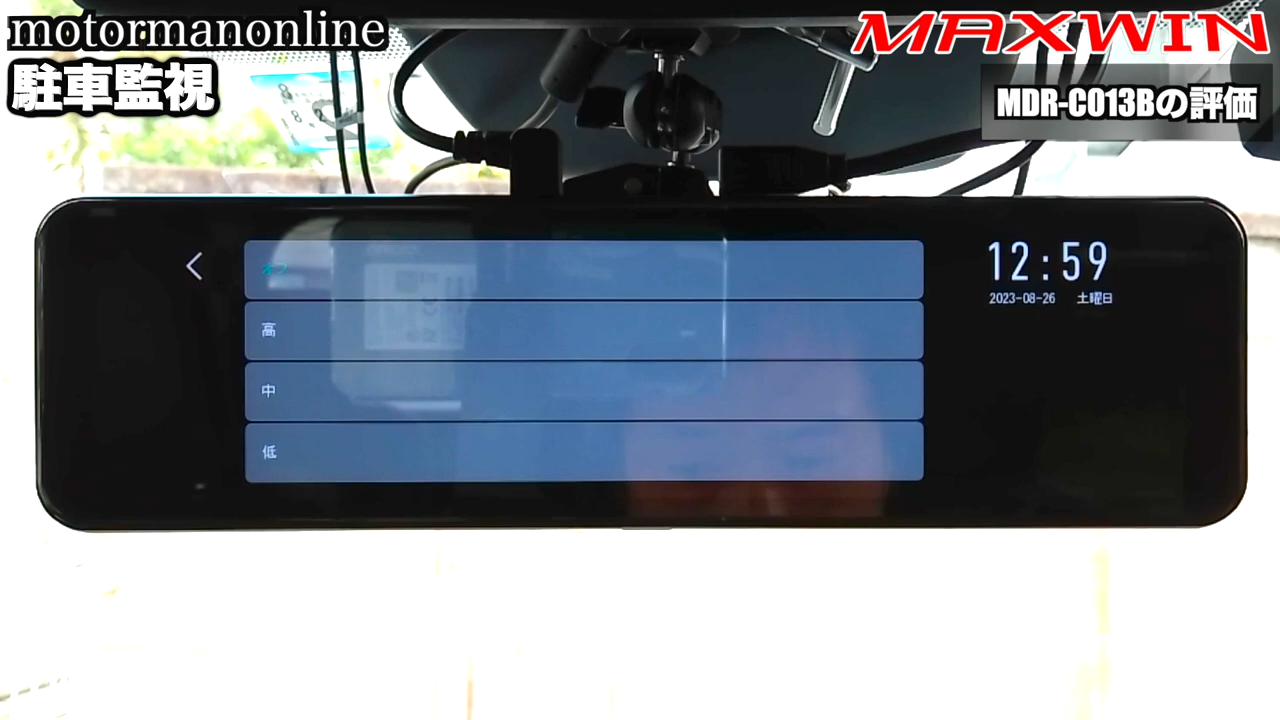 motormanonline
駐車監視
MAXWIN
MDR-C013Bの評価
オフ
高
中
低
12:59
2023-08-26 土曜日